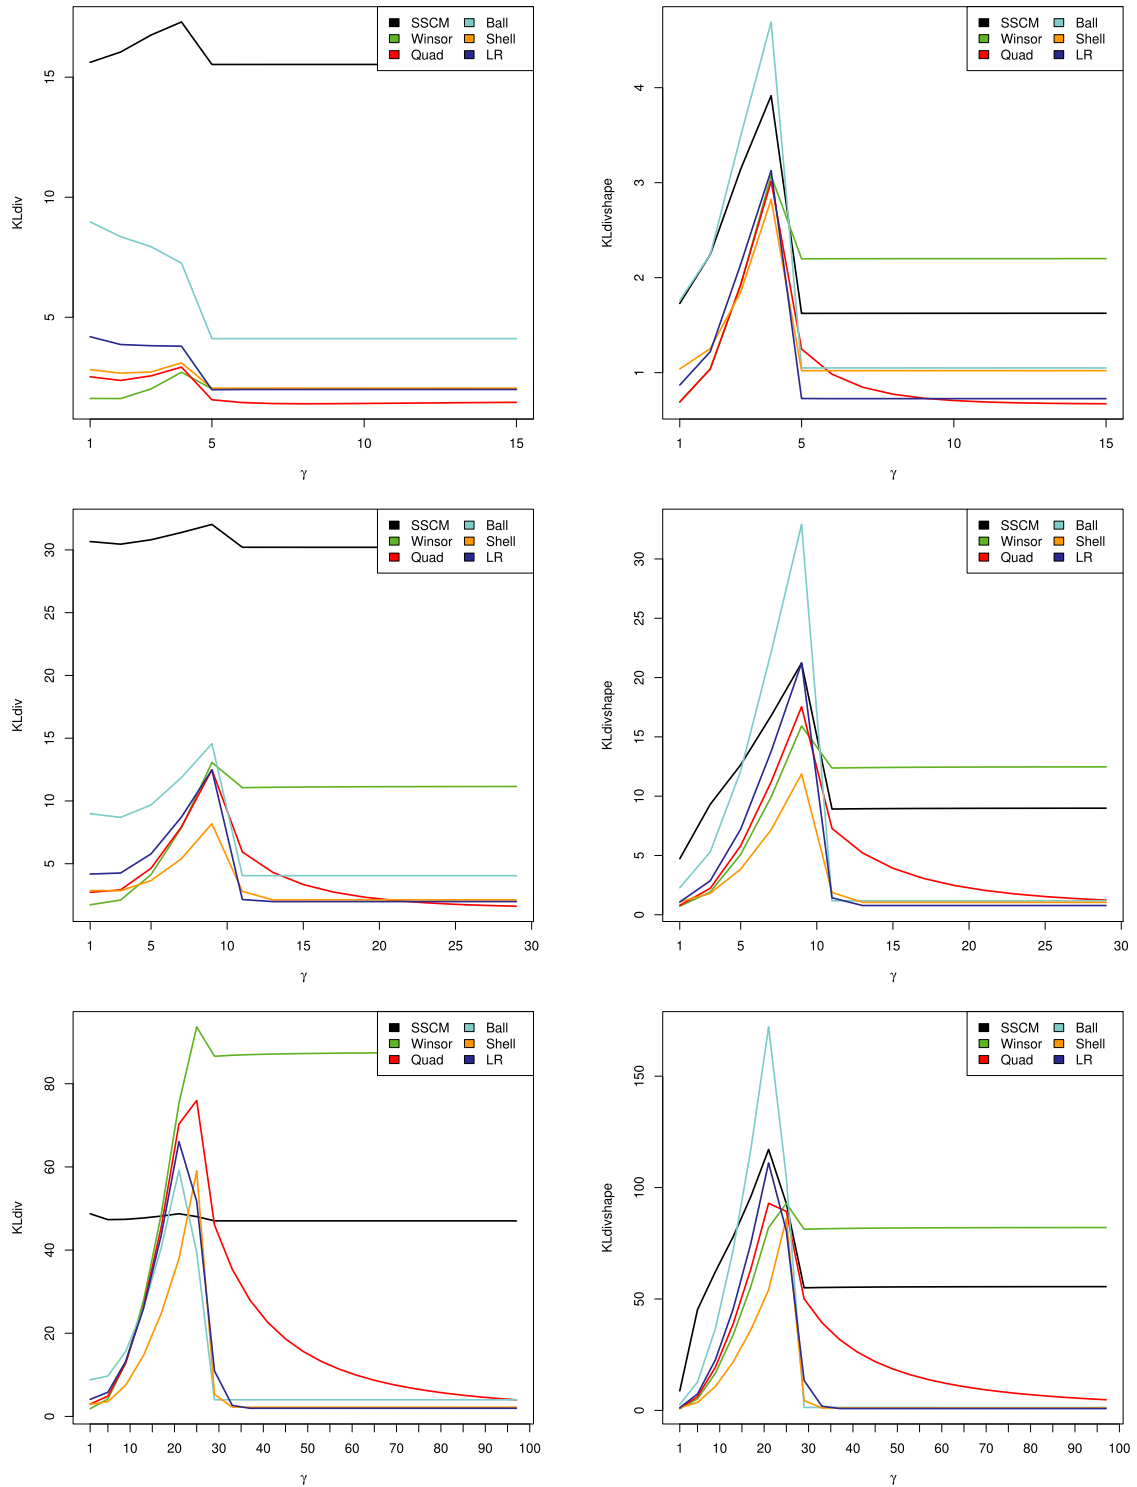 SSCM Ball
Winsor Shell
Quad LR
KLdiv
5 10 15
1 5 10 15
γ
SSCM Ball
Winsor Shell
Quad LR
KLdivshape
1 2 3 4
1 5 10 15
γ
SSCM Ball
Winsor Shell
Quad LR
KLdiv
5 10 15 20 25 30
1 5 10 15 20 25 30
γ
SSCM Ball
Winsor Shell
Quad LR
KLdivshape
0 5 10 15 20 25 30
1 5 10 15 20 25 30
γ
SSCM Ball
Winsor Shell
Quad LR
KLdiv
0 20 40 60 80
1 10 20 30 40 50 60 70 80 90 100
γ
SSCM Ball
Winsor Shell
Quad LR
KLdivshape
0 50 100 150
1 10 20 30 40 50 60 70 80 90 100
γ